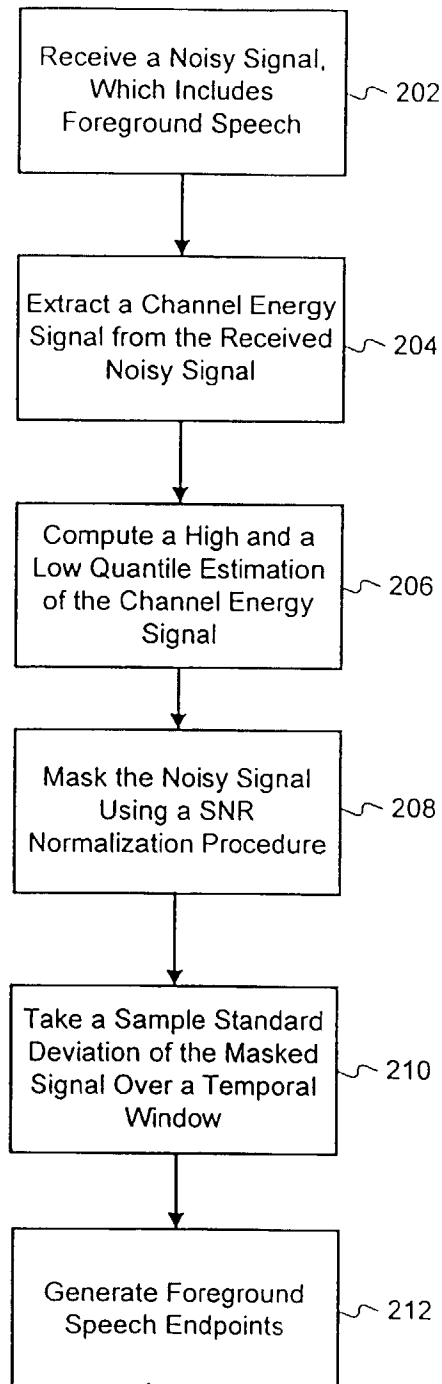 Receive a Noisy Signal,
Which Includes
Foreground Speech
202
Extract a Channel Energy
Signal from the Received
Noisy Signal
204
Compute a High and a
Low Quantile Estimation
of the Channel Energy
Signal
206
Mask the Noisy Signal
Using a SNR
Normalization Procedure
208
Take a Sample Standard
Deviation of the Masked
Signal Over a Temporal
Window
210
Generate Foreground
Speech Endpoints
212